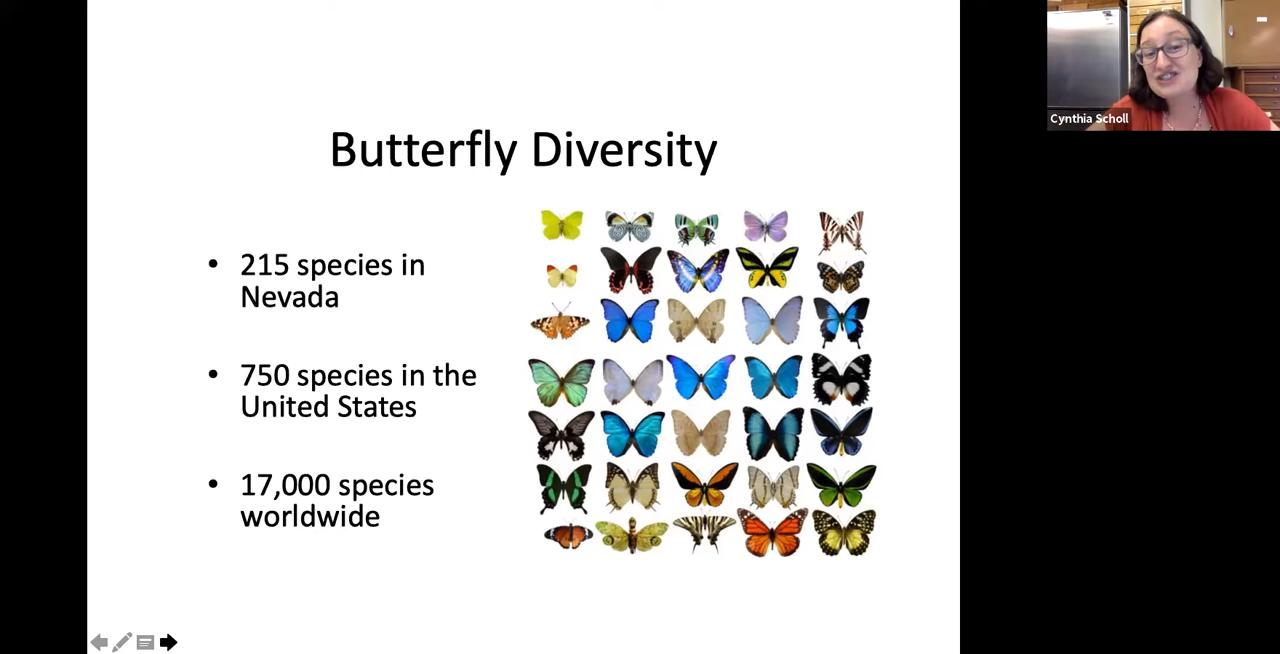 Butterfly Diversity
• 215 species in
Nevada
• 750 species in the
United States
• 17,000 species
worldwide
Cynthia Scholl